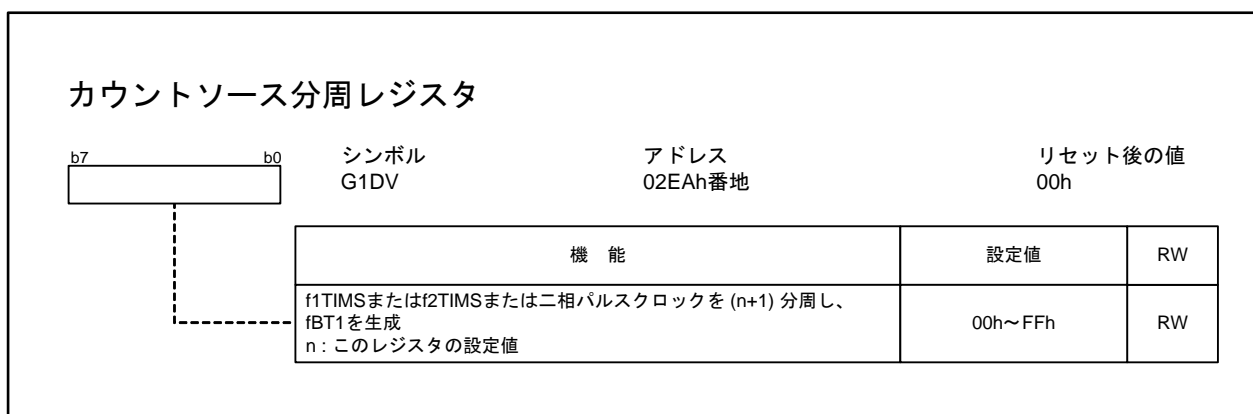 カウントソース分周レジスタ
b7 b0
シンボル アドレス リセット後の値
G1DV 02EAh番地 00h
機 能 設定値 RW
f1TIMSまたはf2TIMSまたは二相パルスクロックを (n+1) 分周し、
fBT1を生成
n : このレジスタの設定値
00h～FFh RW